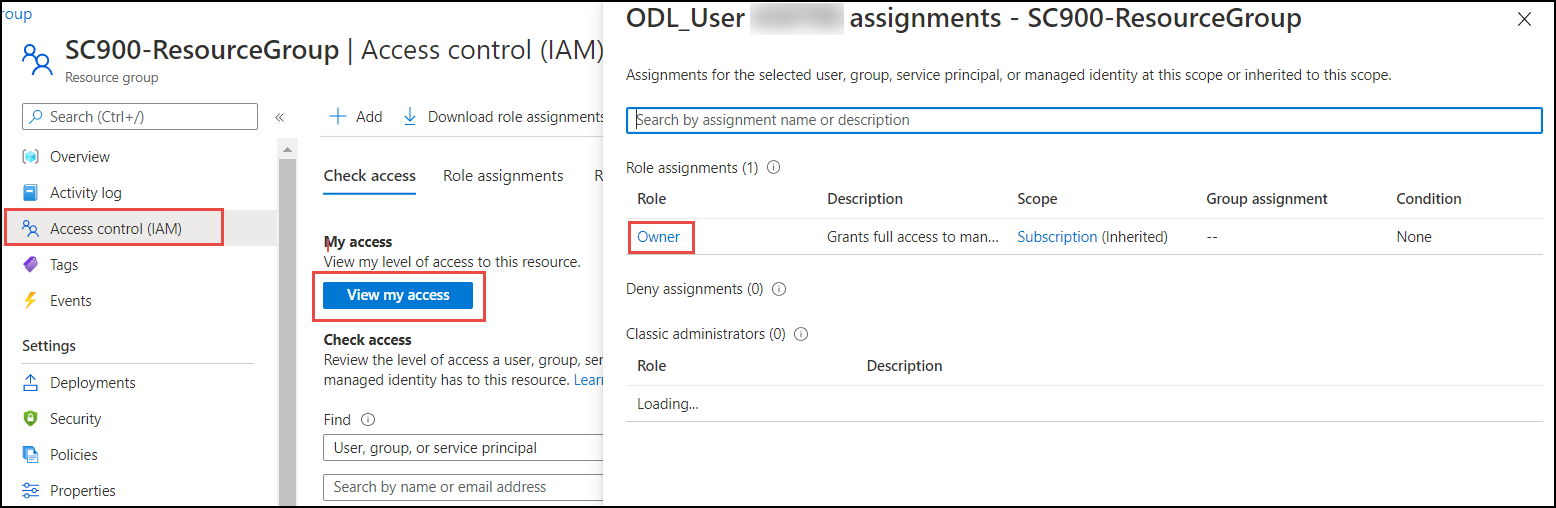 group
SC900-ResourceGroup | Access control (IAM)
Resource group
Search (Ctrl+/)
«
Overview
Activity log
Access control (IAM)
Tags
Events
Settings
Deployments
Security
Policies
Properties
Add Download role assignments
Check access Role assignments R
My access
View my level of access to this resource.
View my access
Check access
Review the level of access a user, group, ser
managed identity has to this resource. Lear
Find
User, group, or service principal
Search by name or email address
ODL_User assignments - SC900-ResourceGroup
Assignments for the selected user, group, service principal, or managed identity at this scope or inherited to this scope.
Search by assignment name or description
Role assignments (1)
Role Description Scope Group assignment Condition
Owner Grants full access to man... Subscription (Inherited) -- None
Deny assignments (0)
Classic administrators (0)
Role Description
Loading...